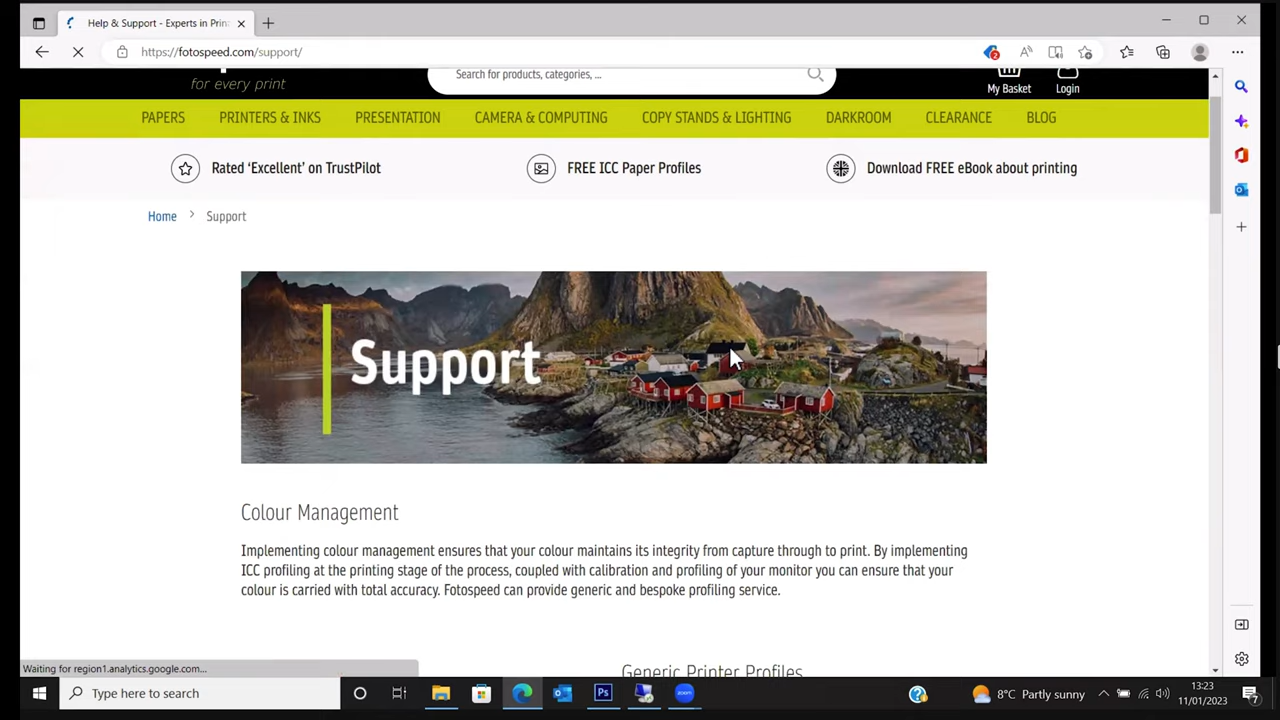 Help & Support - Experts in Prin
https://fotospeed.com/support/
2
for every print
Search for products, categories, ...
My Basket
Login
PAPERS
PRINTERS & INKS
PRESENTATION
CAMERA & COMPUTING
COPY STANDS & LIGHTING
DARKROOM
CLEARANCE
BLOG
Rated ‘Excellent’ on TrustPilot
FREE ICC Paper Profiles
Download FREE eBook about printing
Home > Support
Support
Colour Management
Implementing colour management ensures that your colour maintains its integrity from capture through to print. By implementing
ICC profiling at the printing stage of the process, coupled with calibration and profiling of your monitor you can ensure that your
colour is carried with total accuracy. Fotospeed can provide generic and bespoke profiling service.
Generic Printer Profiles
Waiting for region1.analytics.google.com...
Type here to search
Ps
zoom
8°C Partly sunny
13:23
11/01/2023
7